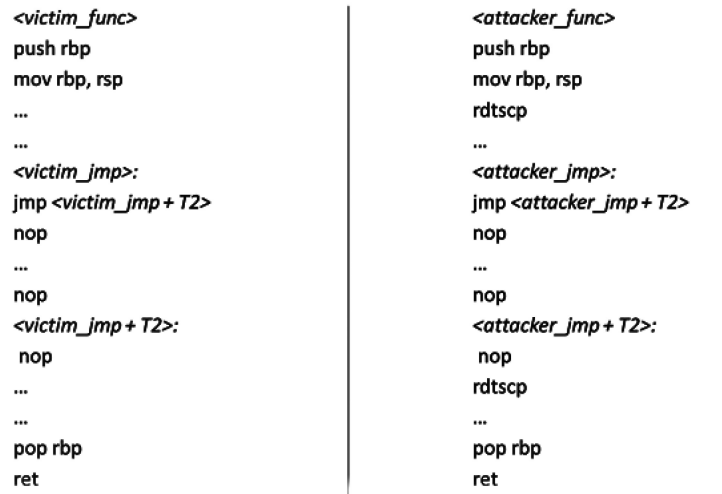 <victim_func>
push rbp
mov rbp, rsp
...
...
<victim_jmp>:
jmp <victim_jmp + T2>
nop
...
nop
<victim_jmp + T2>:
nop
...
...
pop rbp
ret
<attacker_func>
push rbp
mov rbp, rsp
rdtscp
...
<attacker_jmp>:
jmp <attacker_jmp + T2>
nop
...
nop
<attacker_jmp + T2>:
nop
rdtscp
...
pop rbp
ret